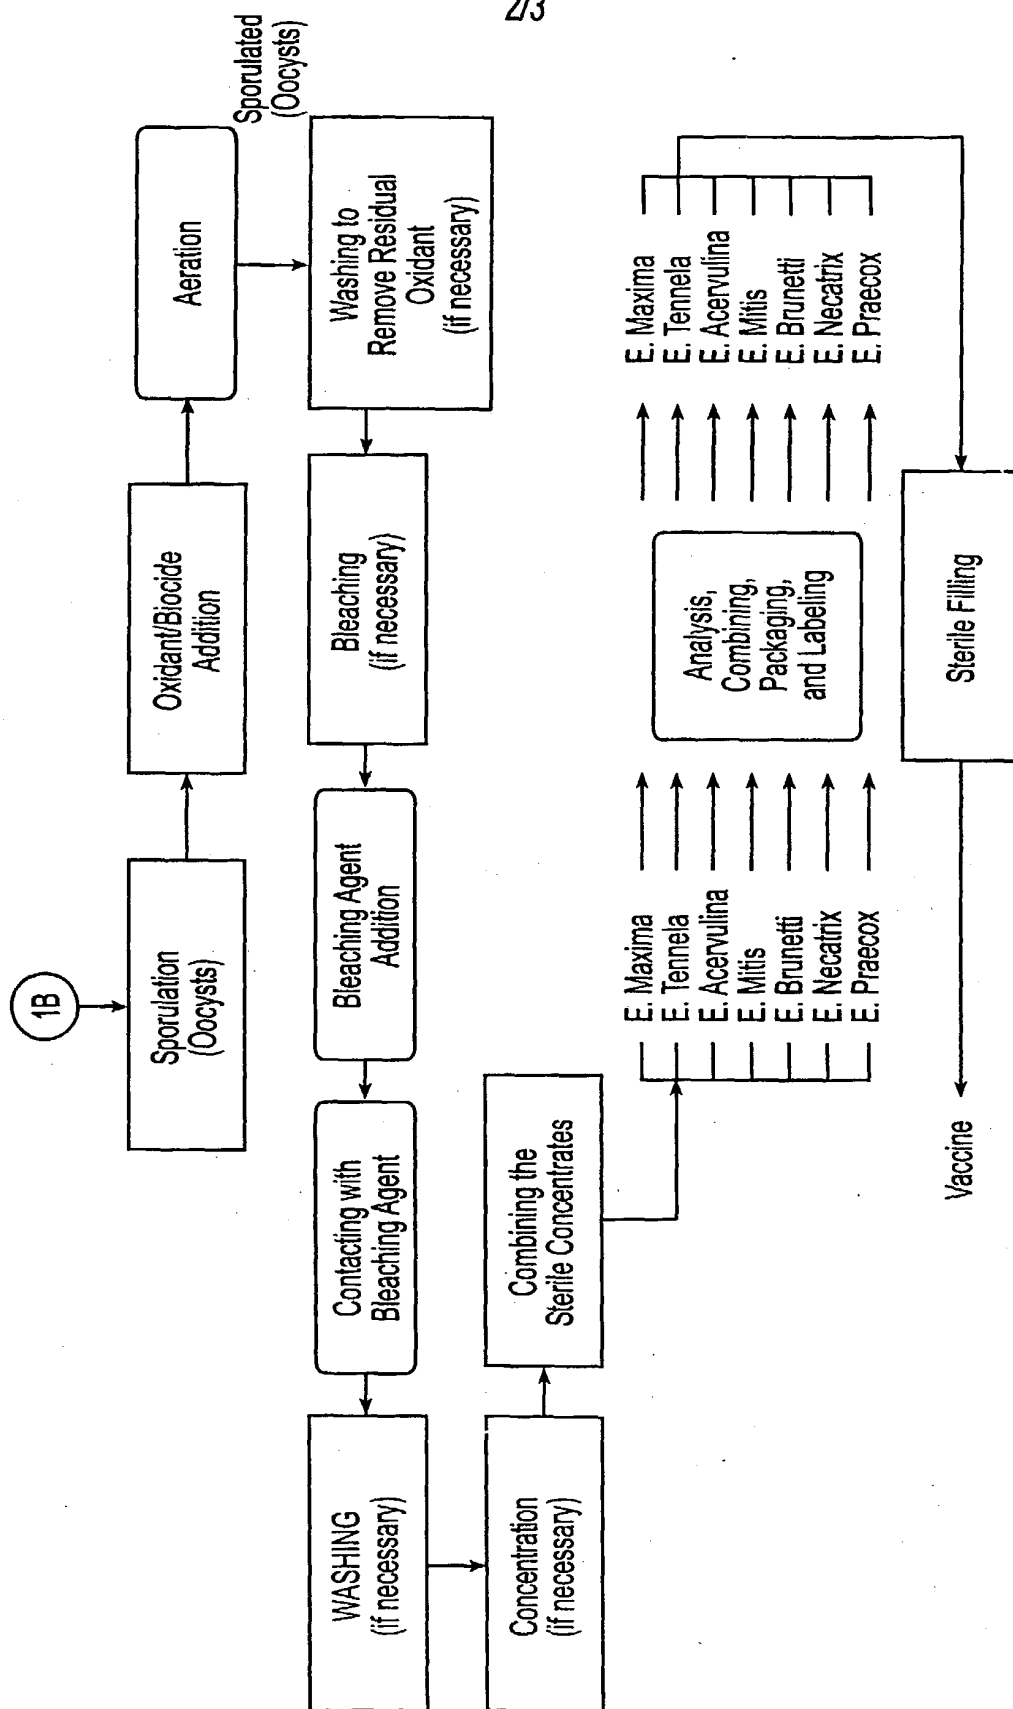 2/3
1B
Sporulation
(Oocysts)
Oxidant/Biocide
Addition
Aeration
Sporulated
(Oocysts)
Washing to
Remove Residual
Oxidant
(if necessary)
Bleaching
(if necessary)
Bleaching Agent
Addition
Contacting with
Bleaching Agent
WASHING
(if necessary)
Concentration
(if necessary)
Combining the
Sterile Concentrates
E. Maxima
E. Tennela
E. Acervulina
E. Mitis
E. Brunetti
E. Necatrix
E. Praecox
Analysis,
Combining,
Packaging,
and Labeling
E. Maxima
E. Tennela
E. Acervulina
E. Mitis
E. Brunetti
E. Necatrix
E. Praecox
Sterile Filling
Vaccine